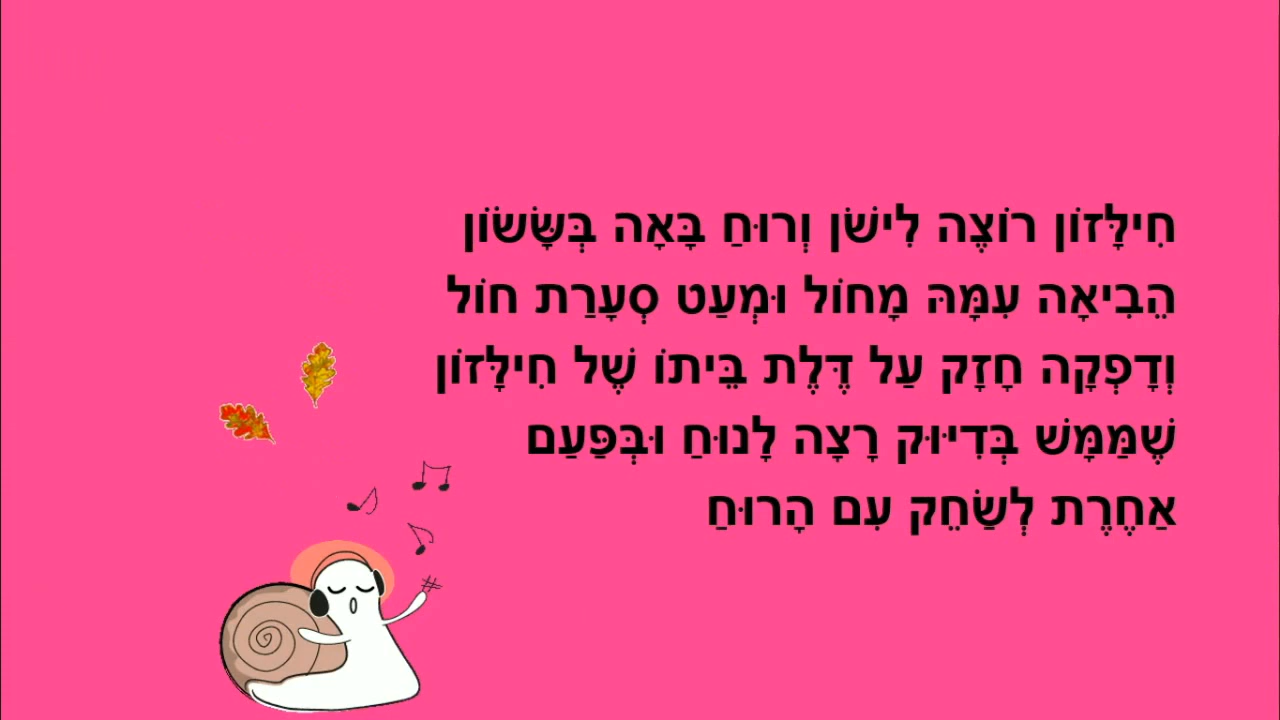 חִילָּזוֹן רוֹצֶה לִישֹׁן וְרוּחַ בָּאָה בְּשָּׂשׂוֹן
הֵבִיאָה עִמָּהּ מָחוֹל וּמְעַט סְעָרַת חוֹל
וְדָפְקָה חָזָק עַל דֶּלֶת בֵּיתוֹ שֶׁל חִילָּזוֹן
שֶׁמַּמָּשׁ בְּדִיּוּק רָצָה לָנוּחַ וּבְּפַּעַם
אַחֶרֶת לְשַׂחֵק עִם הָרוּחַ